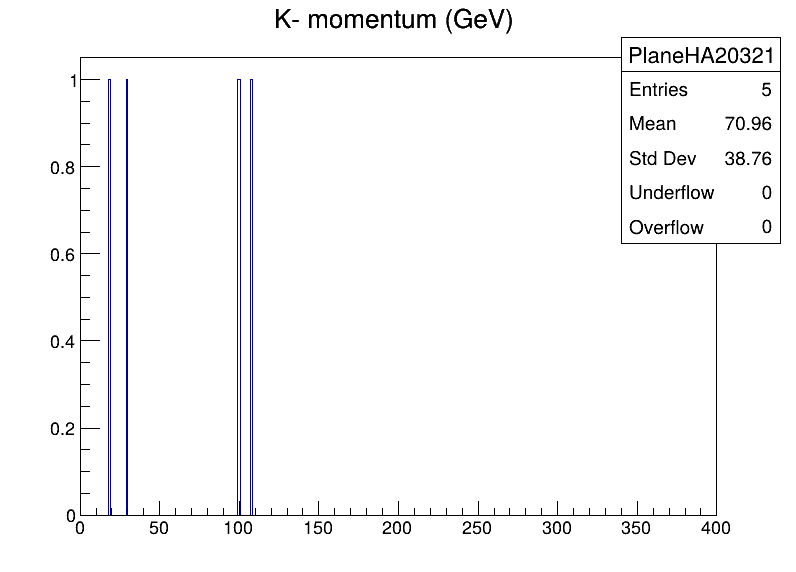 K- momentum (GeV)
PlaneHA20321
Entries 5
Mean 70.96
Std Dev 38.76
Underflow 0
Overflow 0
1
0.8
0.6
0.4
0.2
0
0 50 100 150 200 250 300 350 400